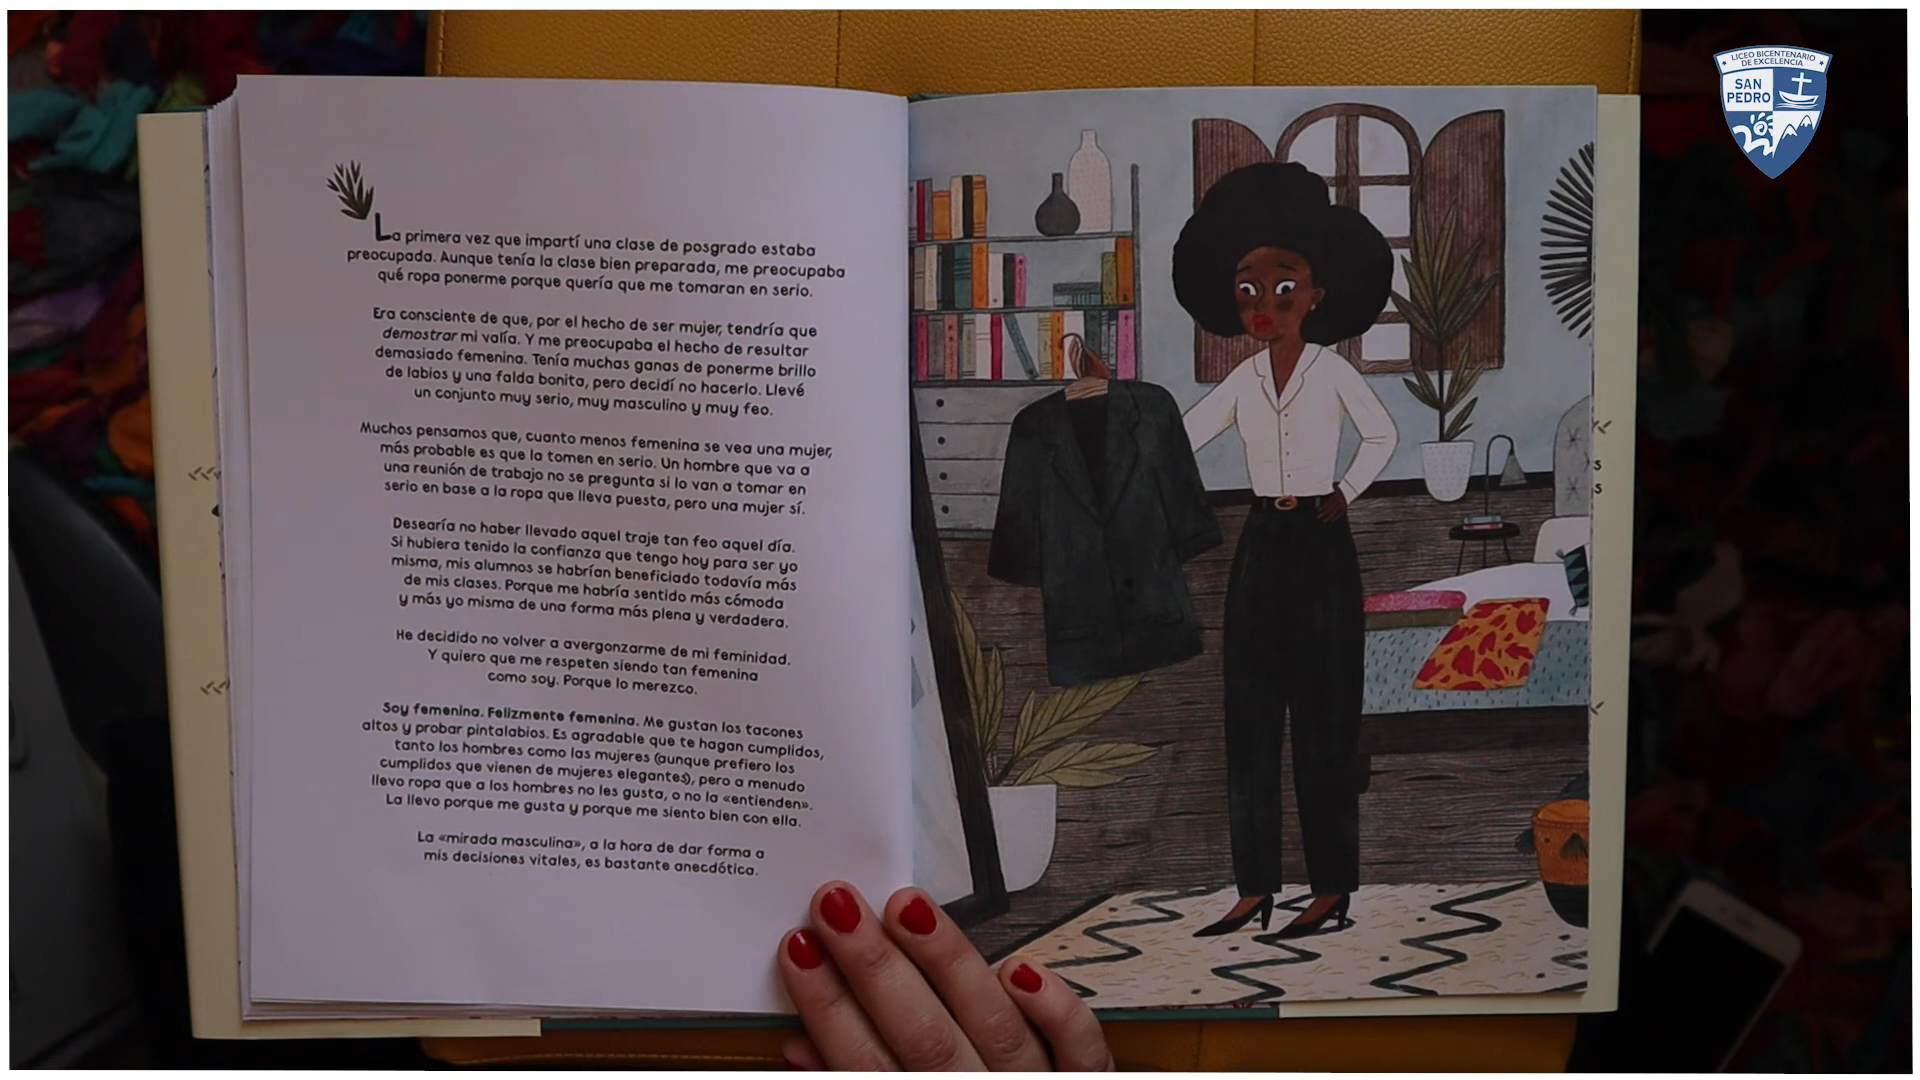 La primera vez que impartí una clase de posgrado estaba
preocupada. Aunque tenía la clase bien preparada, me preocupaba
qué ropa ponerme porque quería que me tomaran en serio.
Era consciente de que, por el hecho de ser mujer, tendría que
demostrar mi valía. Y me preocupaba el hecho de resultar
demasiado femenina. Tenía muchas ganas de ponerme brillo
de labios y una falda bonita, pero decidí no hacerlo. Llevé
un conjunto muy serio, muy masculino y muy feo.
Muchos pensamos que, cuanto menos femenina se vea una mujer,
más probable es que la tomen en serio. Un hombre que va a
una reunión de trabajo no se pregunta si lo van a tomar en
serio en base a la ropa que lleva puesta, pero una mujer sí.
Desearía no haber llevado aquel traje tan feo aquel día.
Si hubiera tenido la confianza que tengo hoy para ser yo
misma, mis alumnos se habrían beneficiado todavía más
de mis clases. Porque me habría sentido más cómoda
y más yo misma de una forma más plena y verdadera.
He decidido no volver a avergonzarme de mi feminidad.
Y quiero que me respeten siendo tan femenina
como soy. Porque lo merezco.
Soy femenina. Felizmente femenina. Me gustan los tacones
altos y probar pintalabios. Es agradable que te hagan cumplidos,
tanto los hombres como las mujeres (aunque prefiero los
cumplidos que vienen de mujeres elegantes), pero a menudo
llevo ropa que a los hombres no les gusta, o no la «entienden».
La llevo porque me gusta y porque me siento bien con ella.
La «mirada masculina», a la hora de dar forma a
mis decisiones vitales, es bastante anecdótica.
LICEO BICENTENARIO
DE EXCELENCIA
SAN
PEDRO
s
s